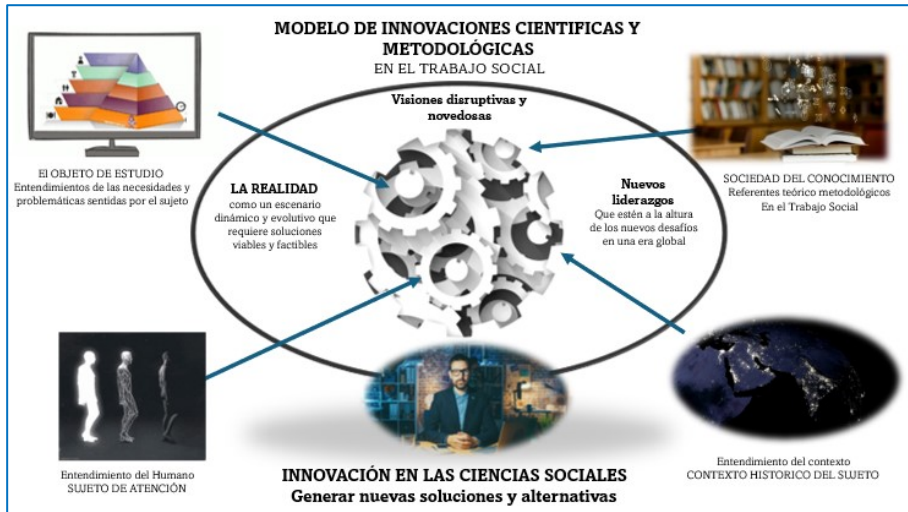 MODELO DE INNOVACIONES CIENTIFICAS Y
METODOLÓGICAS
EN EL TRABAJO SOCIAL
Visiones disruptivas y
novedosas
El OBJETO DE ESTUDIO
Entendimientos de las necesidades y
problemáticas sentidas por el sujeto
LA REALIDAD
como un escenario
dinámico y evolutivo que
requiere soluciones
viables y factibles
Nuevos
liderazgos
Que estén a la altura
de los nuevos desafíos
en una era global
SOCIEDAD DEL CONOCIMIENTO
Referentes teórico metodológicos
En el Trabajo Social
Entendimiento del Humano
SUJETO DE ATENCIÓN
INNOVACIÓN EN LAS CIENCIAS SOCIALES
Generar nuevas soluciones y alternativas
Entendimiento del contexto
CONTEXTO HISTORICO DEL SUJETO